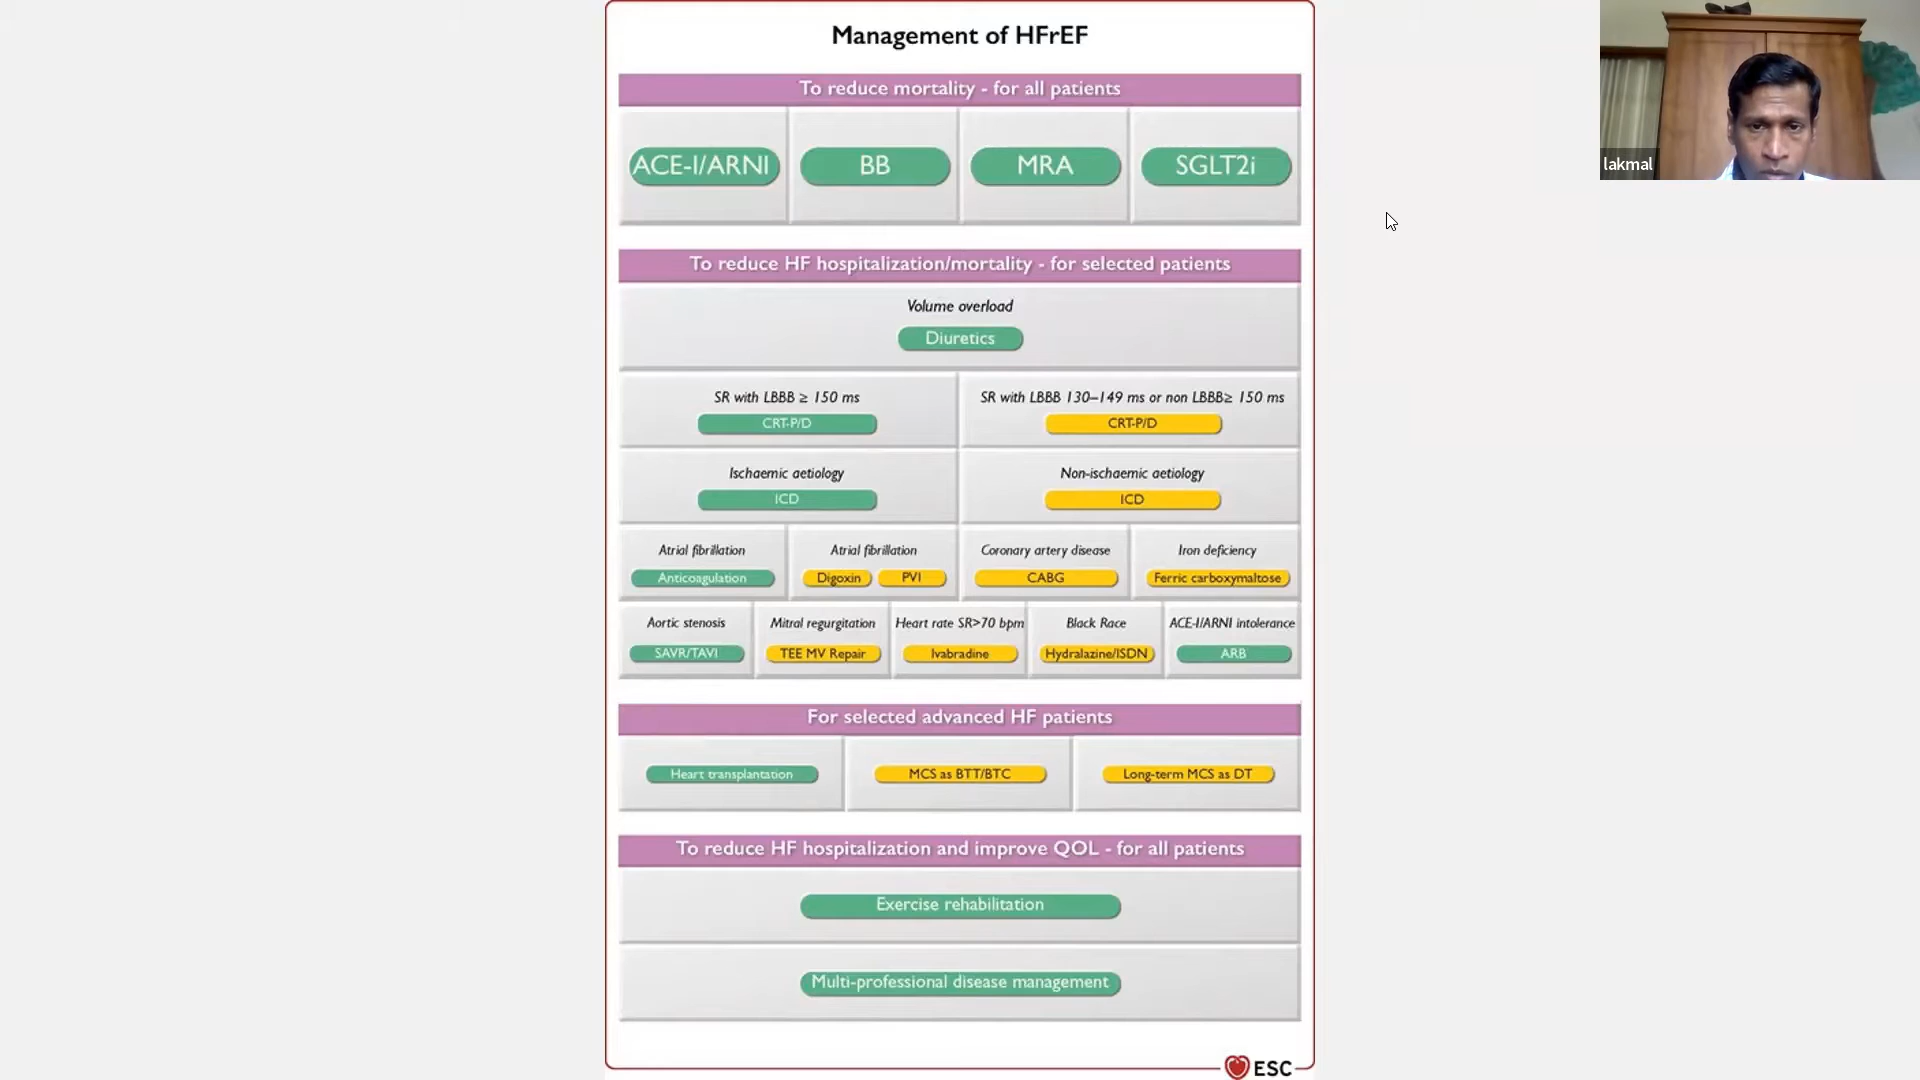 Management of HFrEF
To reduce mortality - for all patients
ACE-I/ARNI
BB
MRA
SGLT2i
To reduce HF hospitalization/mortality - for selected patients
Volume overload
Diuretics
SR with LBBB ≥ 150 ms
CRT-P/D
SR with LBBB 130–149 ms or non LBBB≥ 150 ms
CRT-P/D
Ischaemic aetiology
ICD
Non-ischaemic aetiology
ICD
Atrial fibrillation
Anticoagulation
Atrial fibrillation
Digoxin PVI
Coronary artery disease
CABG
Iron deficiency
Ferric carboxymaltose
Aortic stenosis
SAVR/TAVI
Mitral regurgitation
TEE MV Repair
Heart rate SR>70 bpm
Ivabradine
Black Race
Hydralazine/ISDN
ACE-I/ARNI intolerance
ARB
For selected advanced HF patients
Heart transplantation
MCS as BTT/BTC
Long-term MCS as DT
To reduce HF hospitalization and improve QOL - for all patients
Exercise rehabilitation
Multi-professional disease management
ESC
lakmal